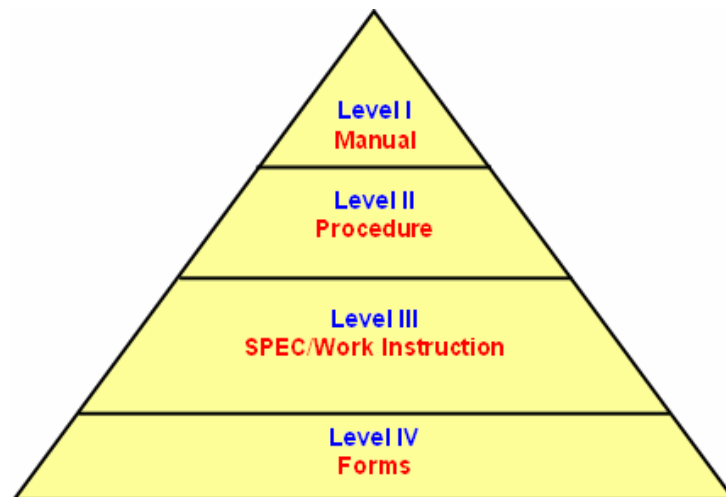 Level I
Manual
Level II
Procedure
Level III
SPEC/Work Instruction
Level IV
Forms